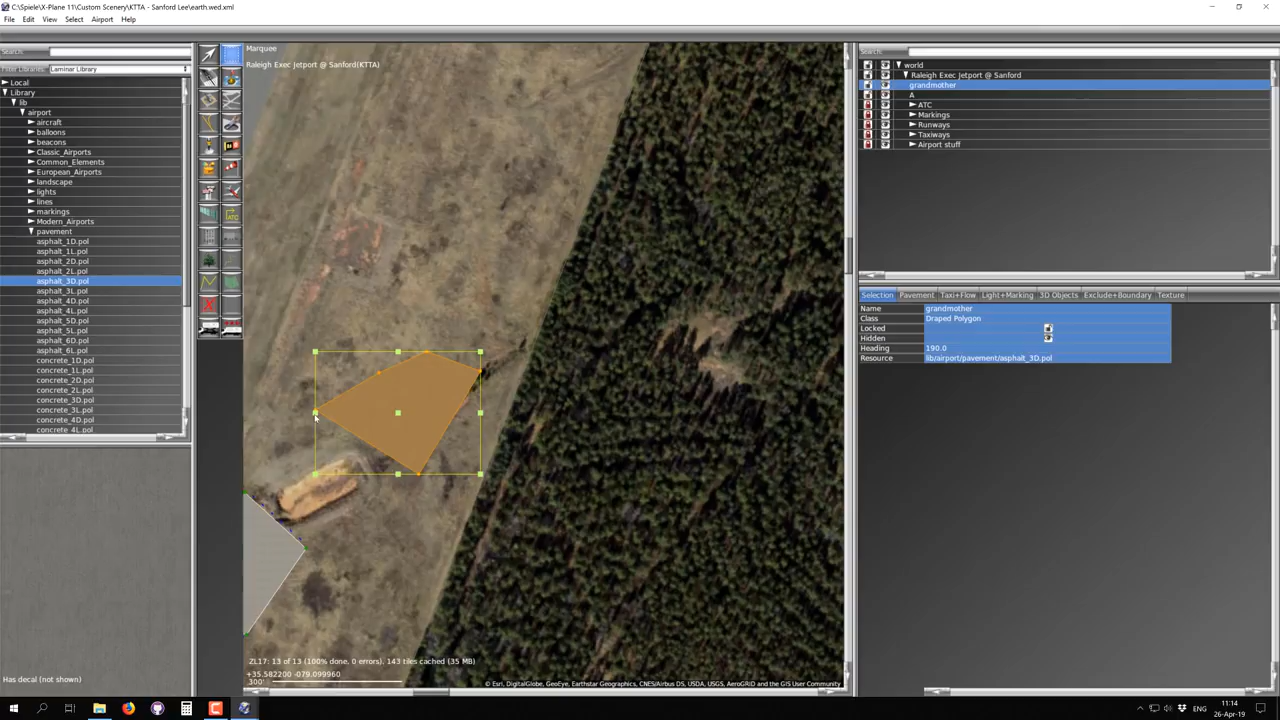 C:\Spiele\X-Plane 11\Custom Scenery\KTTA - Sanford Lee\earth.wed.xml
File Edit View Select Airport Help
Search:
Filter Libraries: Laminar Library
Local
Library
lib
airport
aircraft
balloons
beacons
Classic_Airports
Common_Elements
European_Airports
landscape
lights
lines
markings
Modern_Airports
pavement
asphalt_1D.pol
asphalt_1L.pol
asphalt_2D.pol
asphalt_2L.pol
asphalt_3D.pol
asphalt_3L.pol
asphalt_4D.pol
asphalt_4L.pol
asphalt_5D.pol
asphalt_5L.pol
asphalt_6D.pol
asphalt_6L.pol
concrete_1D.pol
concrete_1L.pol
concrete_2D.pol
concrete_2L.pol
concrete_3D.pol
concrete_3L.pol
concrete_4D.pol
concrete_4L.pol
Has decal (not shown)
Marquee
Raleigh Exec Jetport @ Sanford(KTTA)
ATC
ZL17: 13 of 13 (100% done, 0 errors). 143 tiles cached (35 MB)
+35.582200 -079.099960
300'
© Esri, DigitalGlobe, GeoEye, Earthstar Geographics, CNES/Airbus DS, USDA, USGS, AeroGRID and the GIS User Community
Search:
world
Raleigh Exec Jetport @ Sanford
grandmother
A
ATC
Markings
Runways
Taxiways
Airport stuff
Selection Pavement Taxi+Flow Light+Marking 3D Objects Exclude+Boundary Texture
Name grandmother
Class Draped Polygon
Locked
Hidden
Heading 190.0
Resource lib/airport/pavement/asphalt_3D.pol
ENG
11:14
26-Apr-19